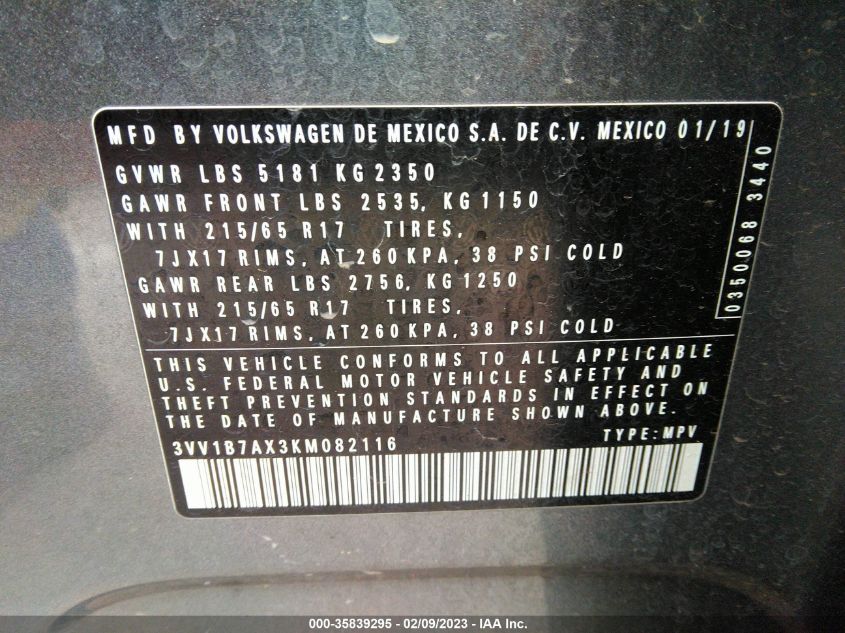 MFD BY VOLKSWAGEN DE MEXICO S.A. DE C.V. MEXICO 01/19
GVWR LBS 5181 KG 2350
GAWR FRONT LBS 2535, KG 1150
WITH 215/65 R17 TIRES,
7JX17 RIMS, AT 260 KPA, 38 PSI COLD
GAWR REAR LBS 2756, KG 1250
WITH 215/65 R17 TIRES,
7JX17 RIMS, AT 260 KPA, 38 PSI COLD
0350068 3440
THIS VEHICLE CONFORMS TO ALL APPLICABLE
U.S. FEDERAL MOTOR VEHICLE SAFETY AND
THEFT PREVENTION STANDARDS IN EFFECT ON
THE DATE OF MANUFACTURE SHOWN ABOVE.
3VV1B7AX3KM082116 TYPE: MPV
000-35839295 - 02/09/2023 - IAA Inc.